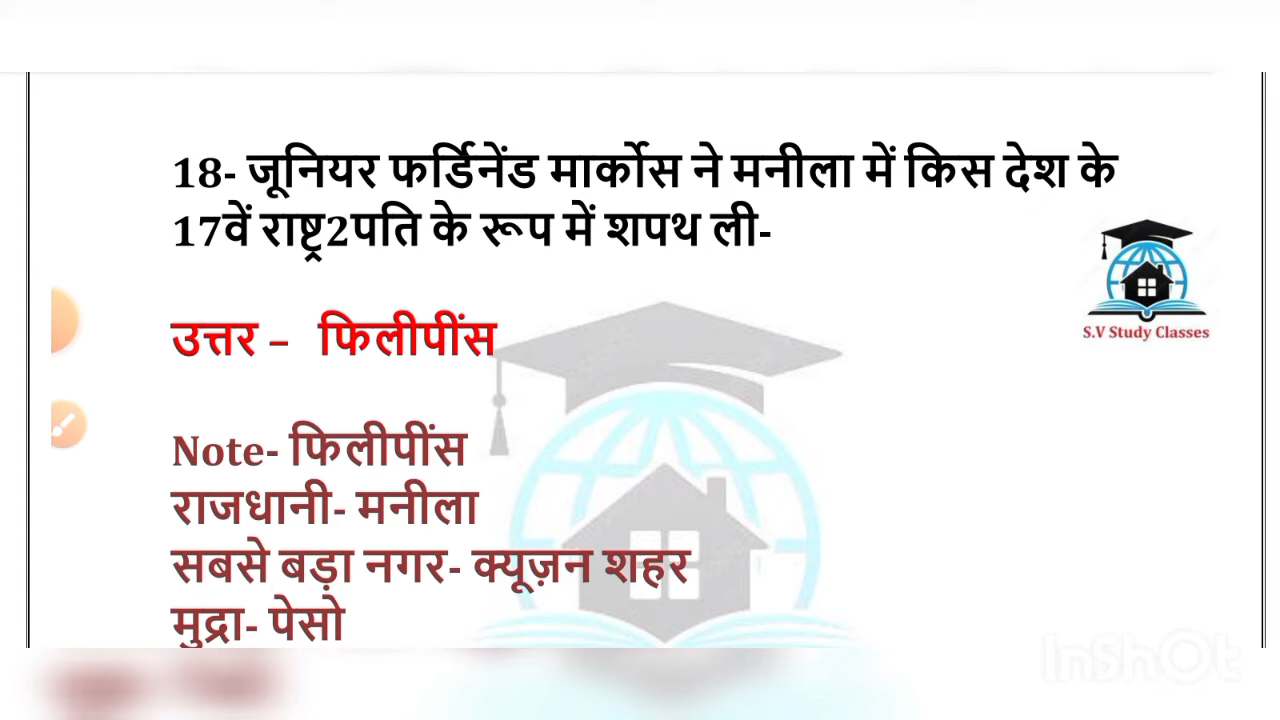 18- जूनियर फर्डिनेंड मार्कोस ने मनीला में किस देश के
17वें राष्ट्र2पति के रूप में शपथ ली-
S.V Study Classes
उत्तर – फिलीपींस
Note- फिलीपींस
राजधानी- मनीला
सबसे बड़ा नगर- क्यूज़न शहर
मुद्रा- पेसो
InShOt